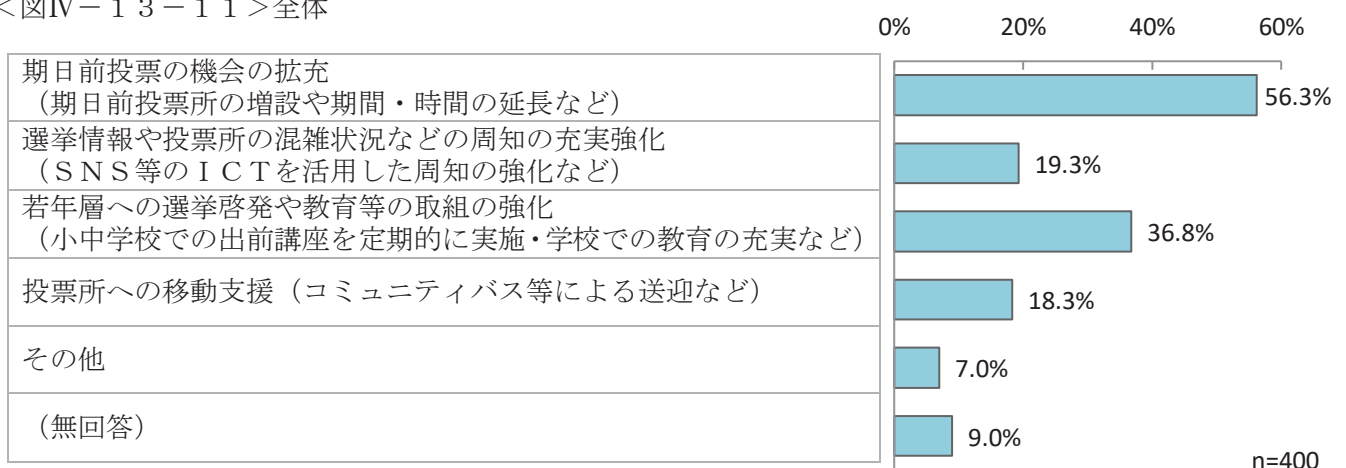 <図Ⅳ－１３－１１>全体
0% 20% 40% 60%
期日前投票の機会の拡充
（期日前投票所の増設や期間・時間の延長など）
56.3%
選挙情報や投票所の混雑状況などの周知の充実強化
（ＳＮＳ等のＩＣＴを活用した周知の強化など）
19.3%
若年層への選挙啓発や教育等の取組の強化
（小中学校での出前講座を定期的に実施・学校での教育の充実など）
36.8%
投票所への移動支援（コミュニティバス等による送迎など）
18.3%
その他
7.0%
（無回答）
9.0%
n=400